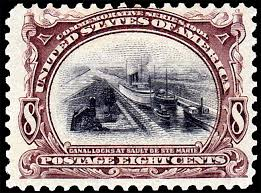 COMMEMORATIVE SERIES, 1901.
UNITED STATES OF AMERICA
8 8
CANAL LOCKS AT SAULT DE STE. MARIE.
POSTAGE EIGHT CENTS